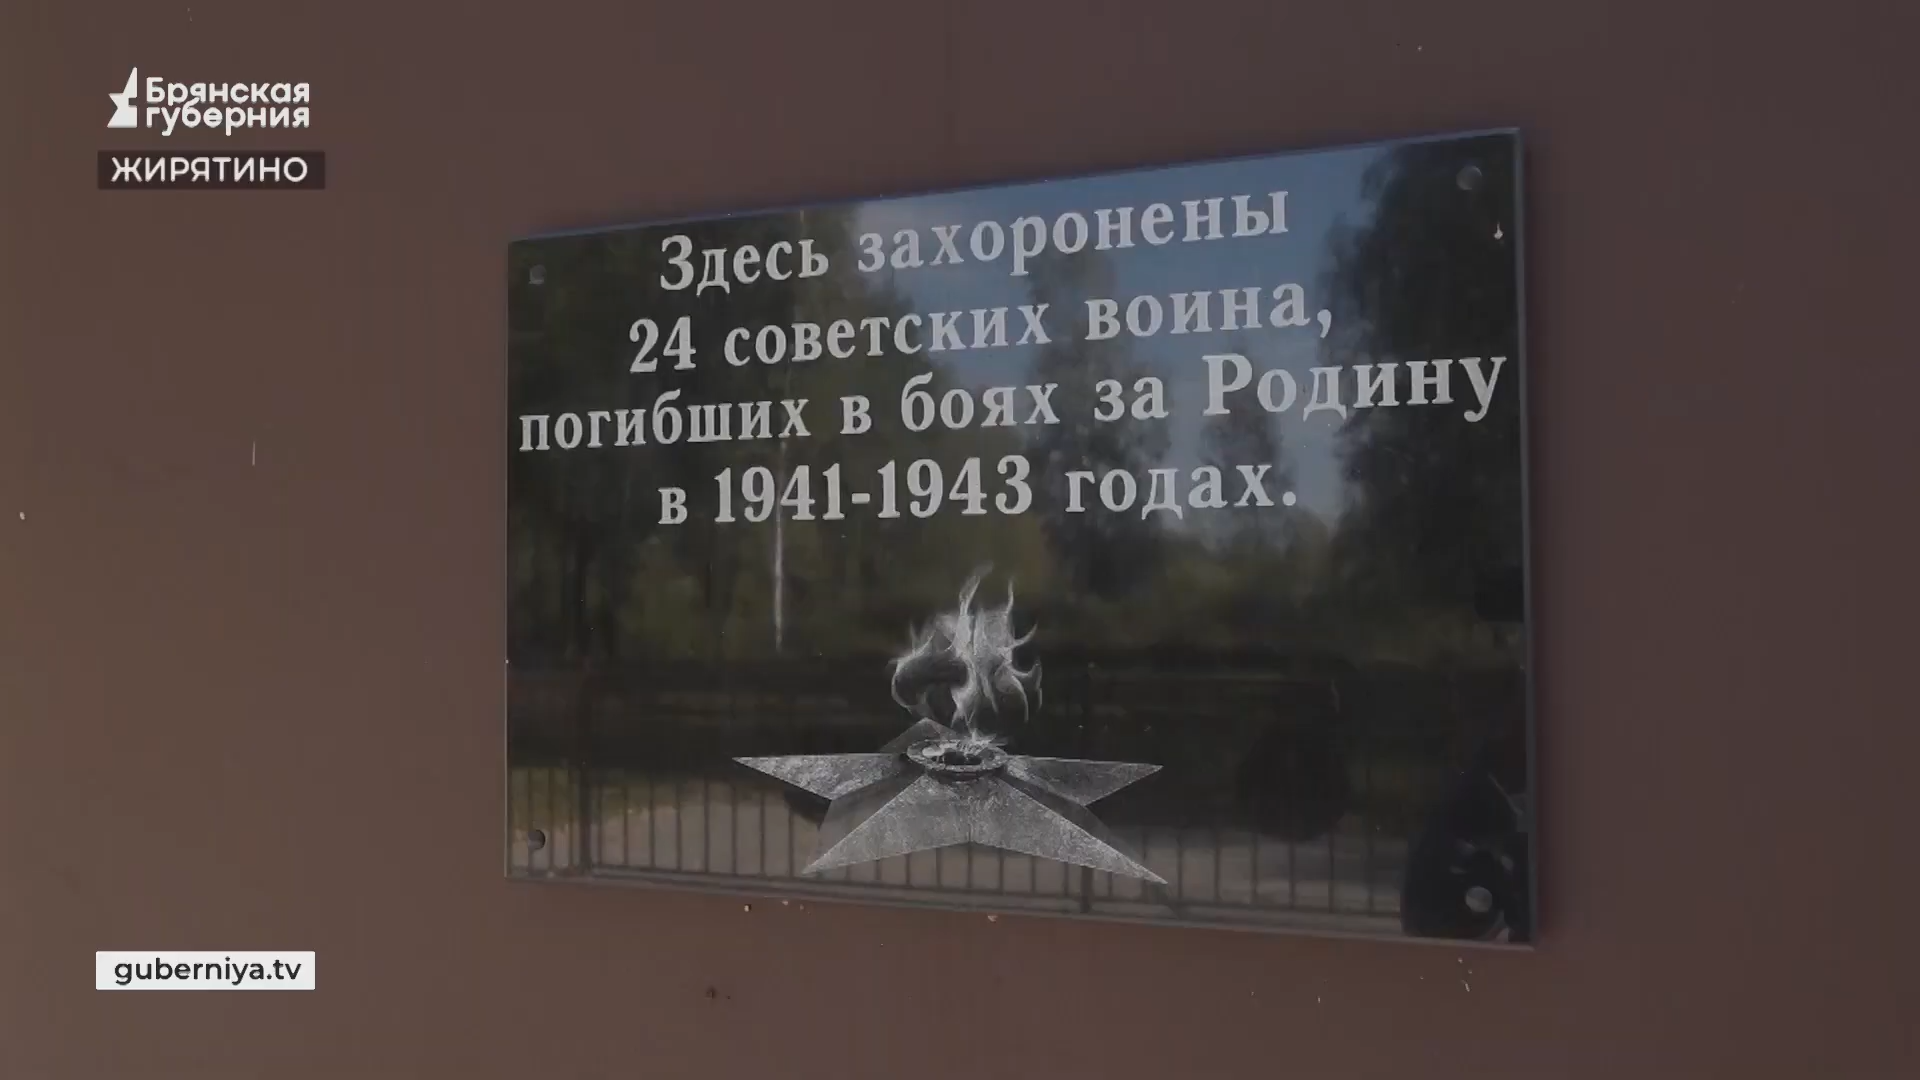 Брянская
губерния
ЖИРЯТИНО
Здесь захоронены
24 советских воина,
погибших в боях за Родину
в 1941-1943 годах.
guberniya.tv